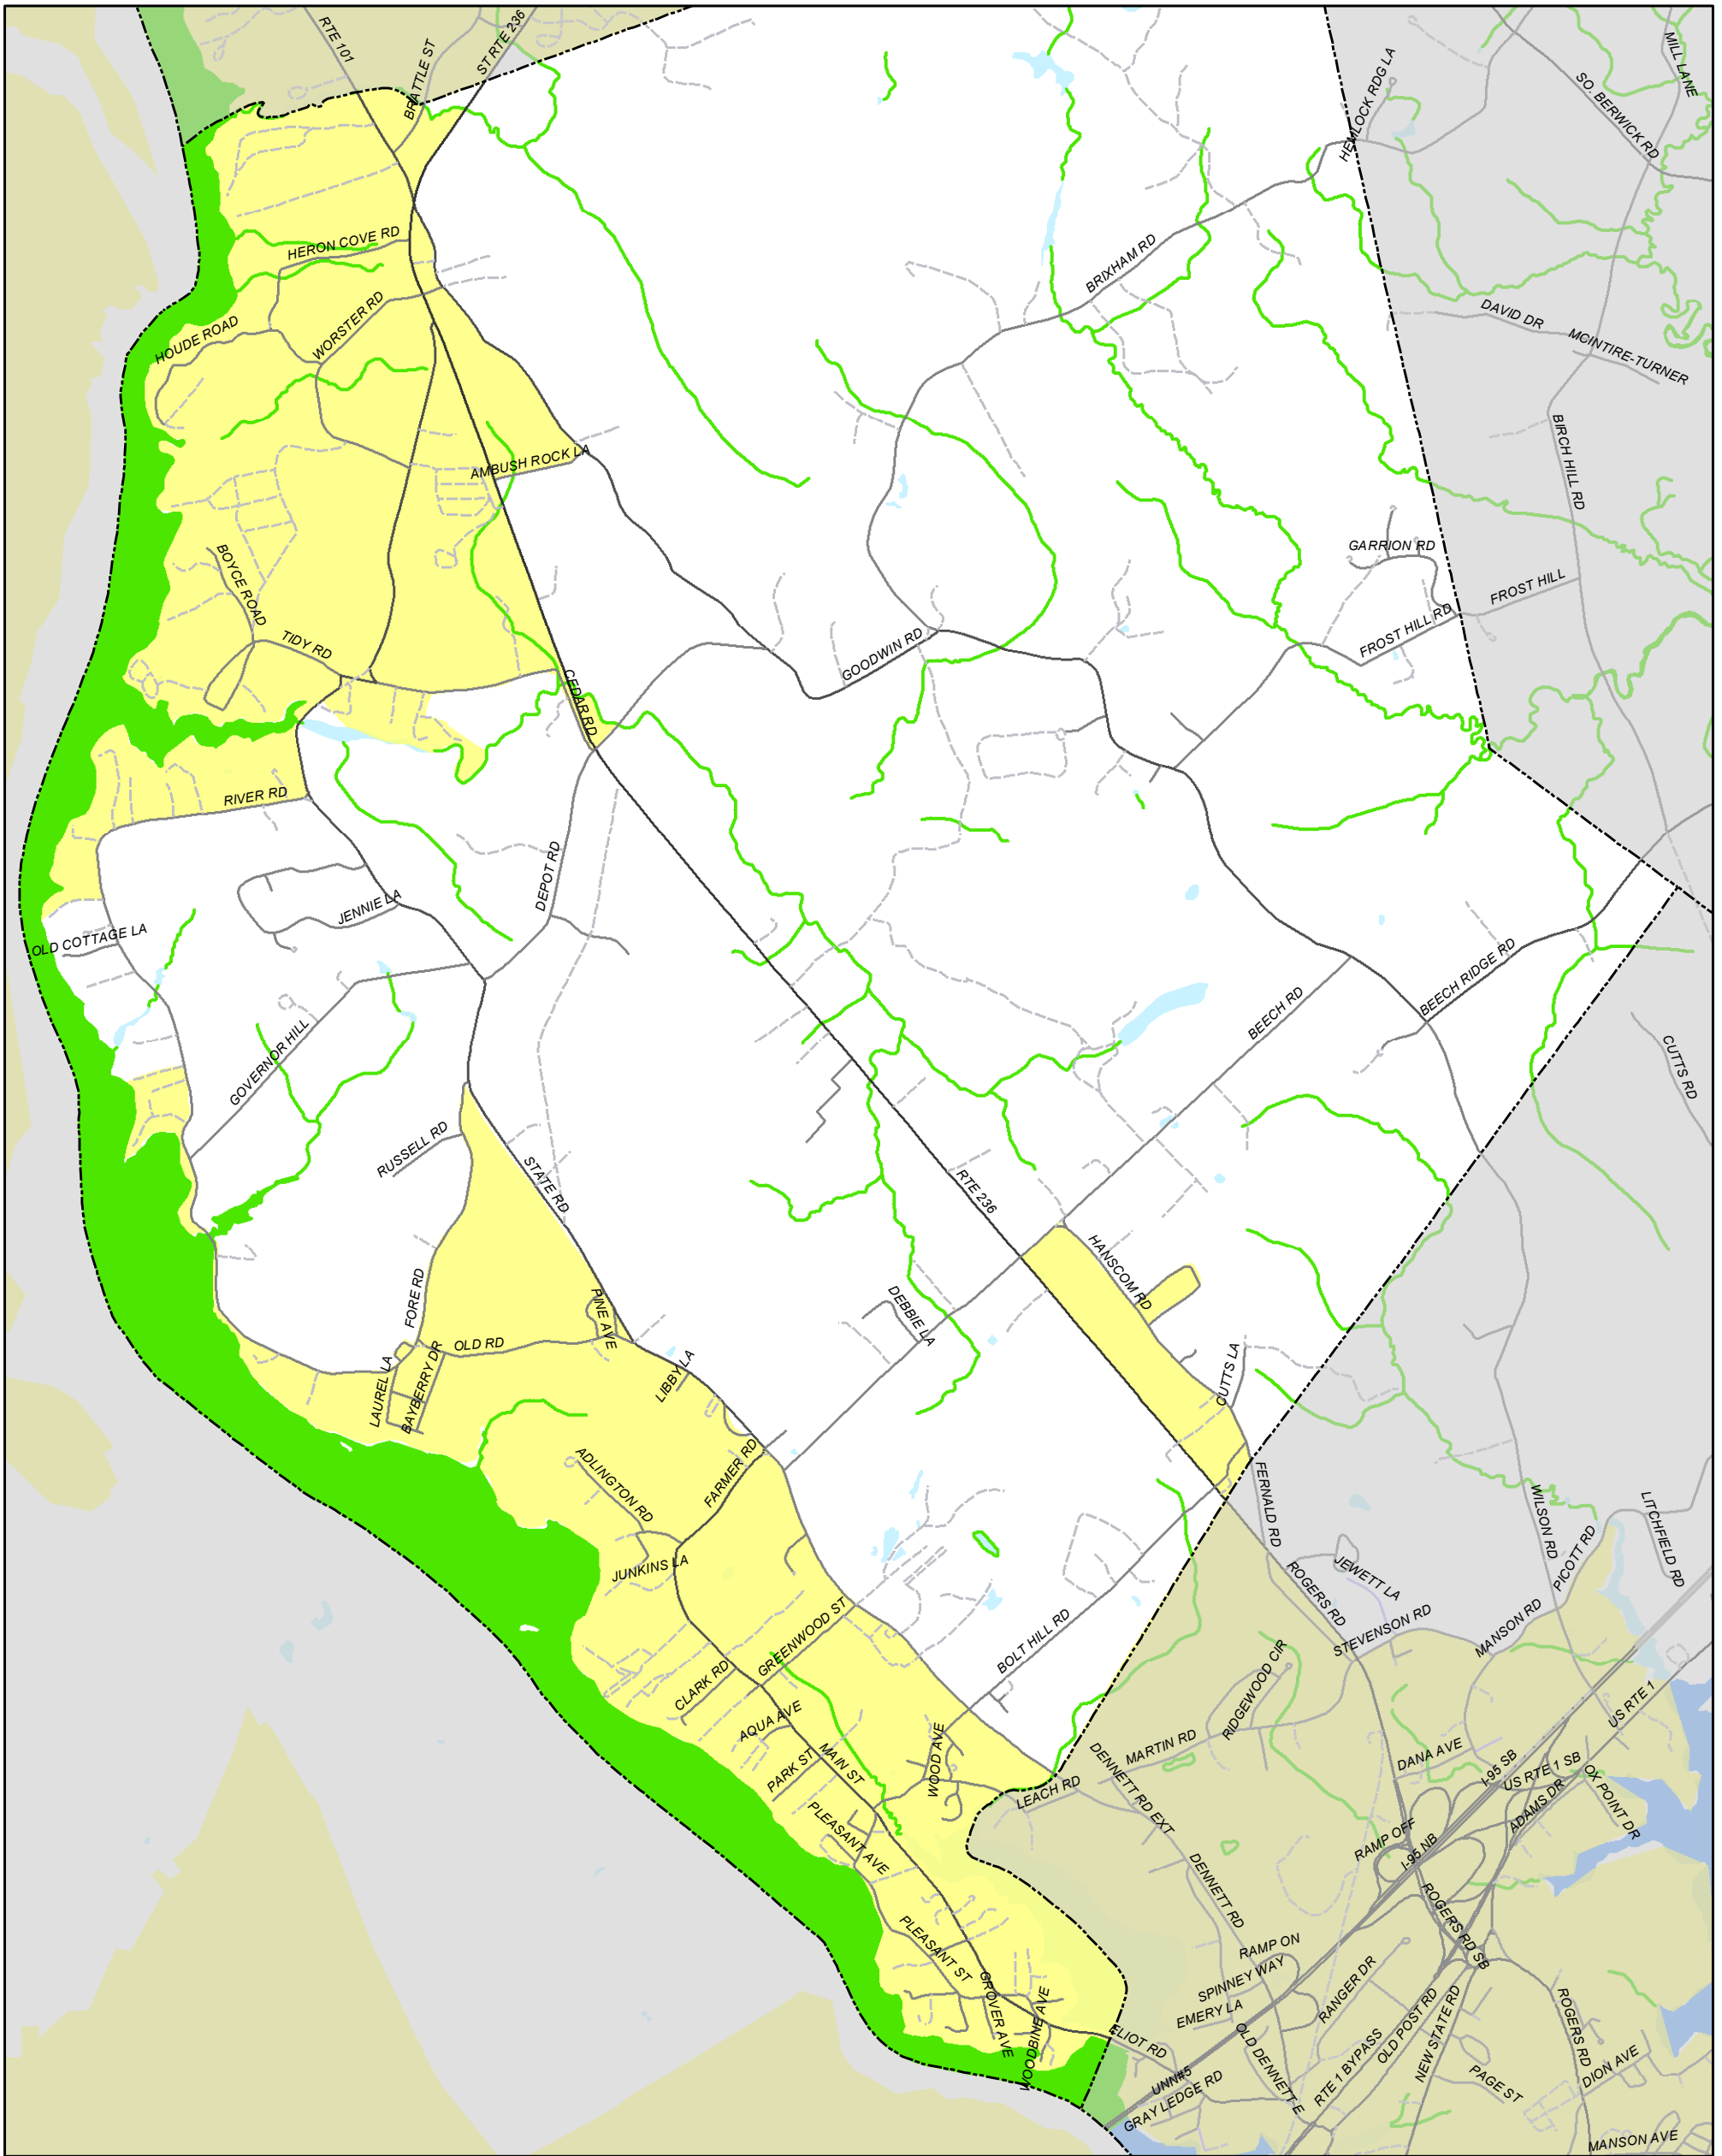 RTE 101
BRATTLE ST
ST RTE 236
MILL LANE
SO. BERWICK RD
HEMLOCK RDG LA
HERON COVE RD
BRIXHAM RD
HOUDE ROAD
WORSTER RD
DAVID DR
MCINTIRE-TURNER
AMBUSH ROCK LA
BIRCH HILL RD
GARRION RD
BOYCE ROAD
FROST HILL
TIDY RD
FROST HILL RD
GOODWIN RD
CEDAR RD
RIVER RD
DEPOT RD
JENNIE LA
OLD COTTAGE LA
BEECH RIDGE RD
BEECH RD
GOVERNOR HILL
CUTTS RD
RUSSELL RD
STATE RD
RTE 236
HANSCOM RD
FORE RD
PINE AVE
DEBBIE LA
OLD RD
LAUREL LA
BAYBERRY DR
LIBBY LA
CUTTS LA
ADLINGTON RD
FARMER RD
FERNALD RD
WILSON RD
LITCHFIELD RD
PICOTT RD
JUNKINS LA
JEWETT LA
ROGERS RD
STEVENSON RD
MANSON RD
GREENWOOD ST
BOLT HILL RD
CLARK RD
RIDGEWOOD CIR
US RTE 1
AQUA AVE
MAIN ST
WOOD AVE
MARTIN RD
DENNETT RD EXT
DANA AVE
PARK ST
LEACH RD
I-95 SB
US RTE 1 SB
OX POINT DR
ADAMS DR
PLEASANT AVE
RAMP OFF
I-95 NB
DENNETT RD
ROGERS RD SB
PLEASANT ST
RAMP ON
SPINNEY WAY
GROVER AVE
WOODBINE AVE
EMERY LA
RANGER DR
OLD POST RD
NEW STATE RD
ROGERS RD
ELIOT RD
OLD DENNETT E
RTE 1 BYPASS
UNN#5
GRAY LEDGE RD
PAGE ST
DION AVE
MANSON AVE